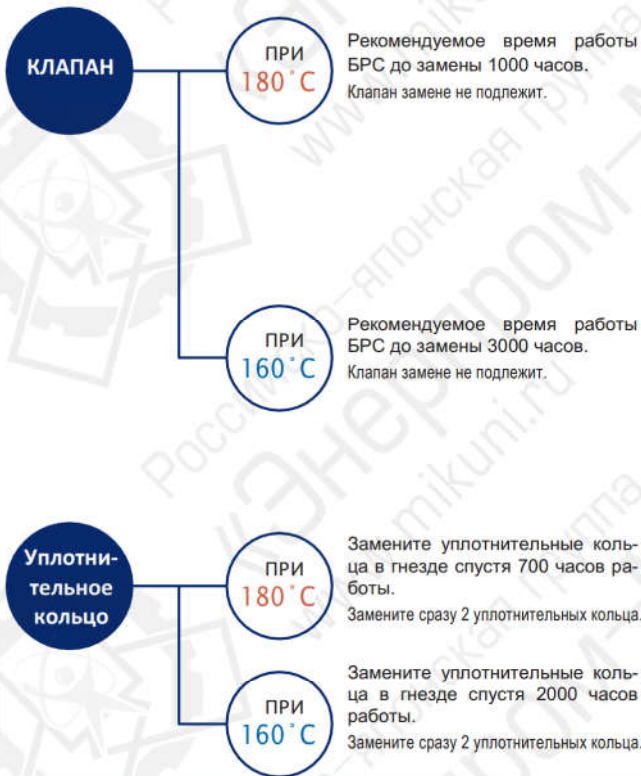 КЛАПАН
ПРИ
180˚C
Рекомендуемое время работы
БРС до замены 1000 часов.
Клапан замене не подлежит.
ПРИ
160˚C
Рекомендуемое время работы
БРС до замены 3000 часов.
Клапан замене не подлежит.
Уплотни-
тельное
кольцо
ПРИ
180˚C
Замените уплотнительные коль-
ца в гнезде спустя 700 часов ра-
боты.
Замените сразу 2 уплотнительных кольца.
ПРИ
160˚C
Замените уплотнительные коль-
ца в гнезде спустя 2000 часов
работы.
Замените сразу 2 уплотнительных кольца.